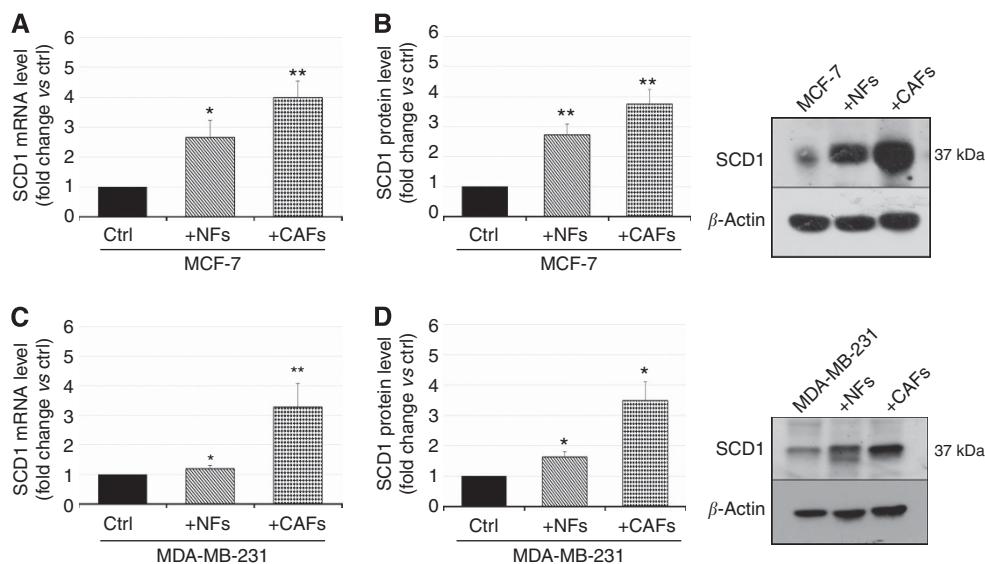 A
SCD1 mRNA level
(fold change vs ctrl)
6
5
4
3
2
1
0
*
**
Ctrl
+NFs
+CAFs
MCF-7
B
SCD1 protein level
(fold change vs ctrl)
6
5
4
3
2
1
0
**
**
Ctrl
+NFs
+CAFs
MCF-7
MCF-7
+NFs
+CAFs
SCD1
37 kDa
β-Actin
C
SCD1 mRNA level
(fold change vs ctrl)
6
5
4
3
2
1
0
*
**
Ctrl
+NFs
+CAFs
MDA-MB-231
D
SCD1 protein level
(fold change vs ctrl)
6
5
4
3
2
1
0
*
*
Ctrl
+NFs
+CAFs
MDA-MB-231
MDA-MB-231
+NFs
+CAFs
SCD1
37 kDa
β-Actin